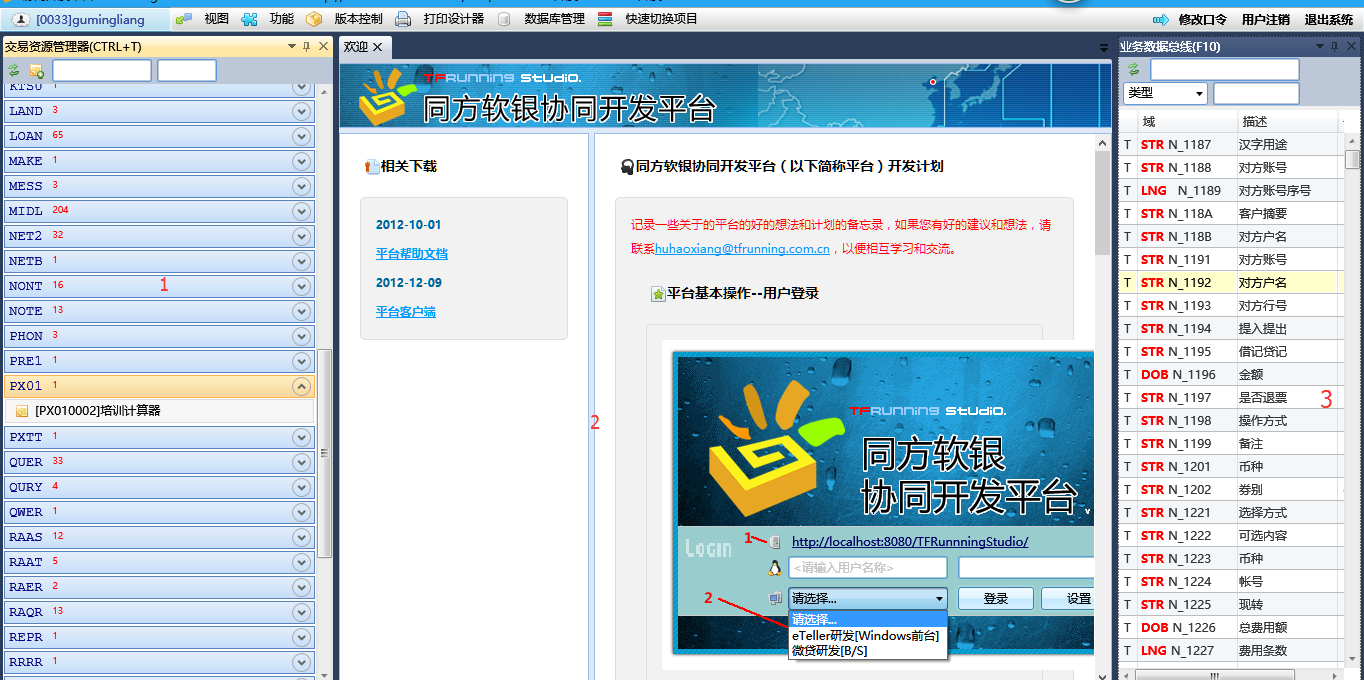 [0033]gumingliang 视图 功能 版本控制 打印设计器 数据库管理 快速切换项目 修改口令 用户注销 退出系统
交易资源管理器(CTRL+T)
LAND 3
LOAN 65
MAKE 1
MESS 3
MIDL 204
NET2 32
NETB 1
NONT 16
1
NOTE 13
PHON 3
PRE1 1
PX01 1
[PX010002]培训计算器
PXTT 1
QUER 33
QURY 4
QWER 1
RAAS 12
RAAT 5
RAER 2
RAQR 13
REPR 1
RRRR 1
欢迎
TFRunning Studio.
同方软银协同开发平台
相关下载
2012-10-01
平台帮助文档
2012-12-09
平台客户端
2
同方软银协同开发平台（以下简称平台）开发计划
记录一些关于的平台的好的想法和计划的备忘录，如果您有好的建议和想法，请
联系huhaoxiang@tfrunning.com.cn，以便相互学习和交流。
平台基本操作--用户登录
TFRunning Studio.
同方软银
协同开发平台
v
Login
1
http://localhost:8080/TFRunnningStudio/
<请输入用户名称>
2
请选择... 登录 设置
请选择...
eTeller研发[Windows前台]
微贷研发[B/S]
业务数据总线(F10)
类型
域 描述
T STR N_1187 汉字用途
T STR N_1188 对方账号
T LNG N_1189 对方账号序号
T STR N_118A 客户摘要
T STR N_118B 对方户名
T STR N_1191 对方账号
T STR N_1192 对方户名
T STR N_1193 对方行号
T STR N_1194 提入提出
T STR N_1195 借记贷记
T DOB N_1196 金额
T STR N_1197 是否退票
3
T STR N_1198 操作方式
T STR N_1199 备注
T STR N_1201 币种
T STR N_1202 券别
T STR N_1221 选择方式
T STR N_1222 可选内容
T STR N_1223 币种
T STR N_1224 帐号
T STR N_1225 现转
T DOB N_1226 总费用额
T LNG N_1227 费用条数